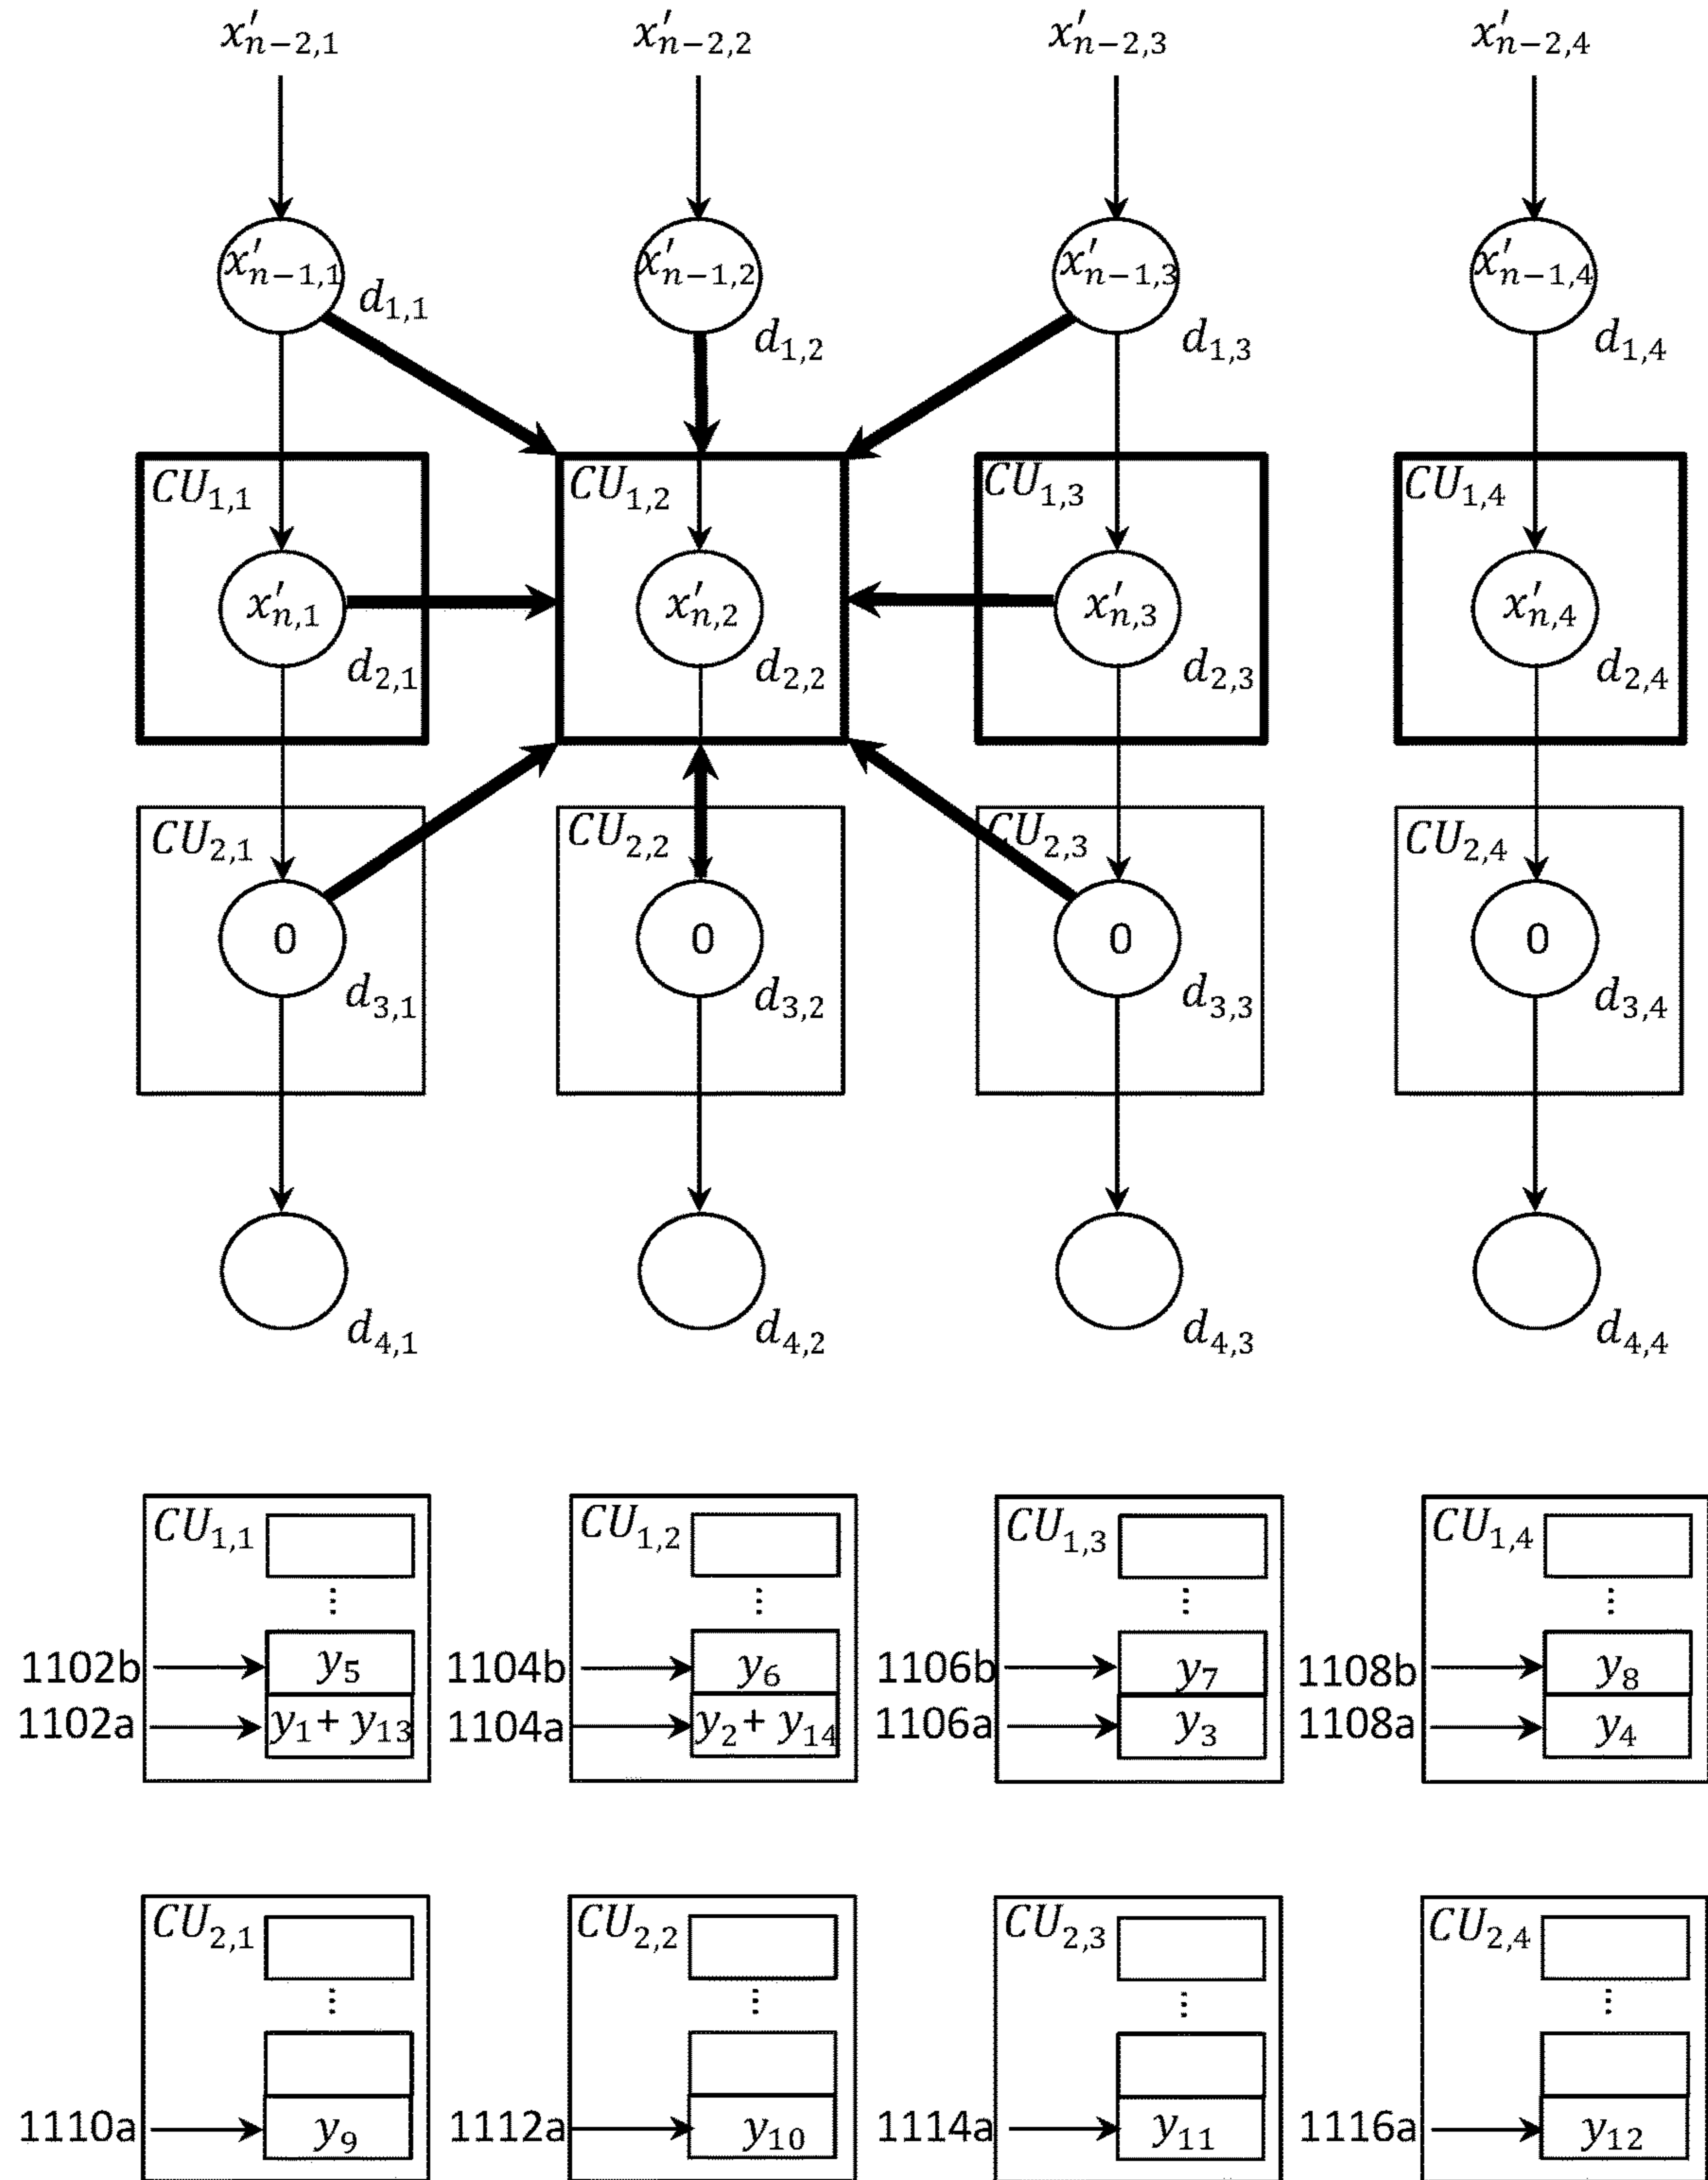 x′n−2,1 x′n−2,2 x′n−2,3 x′n−2,4
x′n−1,1 x′n−1,2 x′n−1,3 x′n−1,4
d1,1 d1,2 d1,3 d1,4
CU1,1 CU1,2 CU1,3 CU1,4
x′n,1 x′n,2 x′n,3 x′n,4
d2,1 d2,2 d2,3 d2,4
CU2,1 CU2,2 CU2,3 CU2,4
0 0 0 0
d3,1 d3,2 d3,3 d3,4
d4,1 d4,2 d4,3 d4,4
CU1,1 CU1,2 CU1,3 CU1,4
⋮ ⋮ ⋮ ⋮
1102b y5 1104b y6 1106b y7 1108b y8
1102a y1 + y13 1104a y2 + y14 1106a y3 1108a y4
CU2,1 CU2,2 CU2,3 CU2,4
⋮ ⋮ ⋮ ⋮
1110a y9 1112a y10 1114a y11 1116a y12